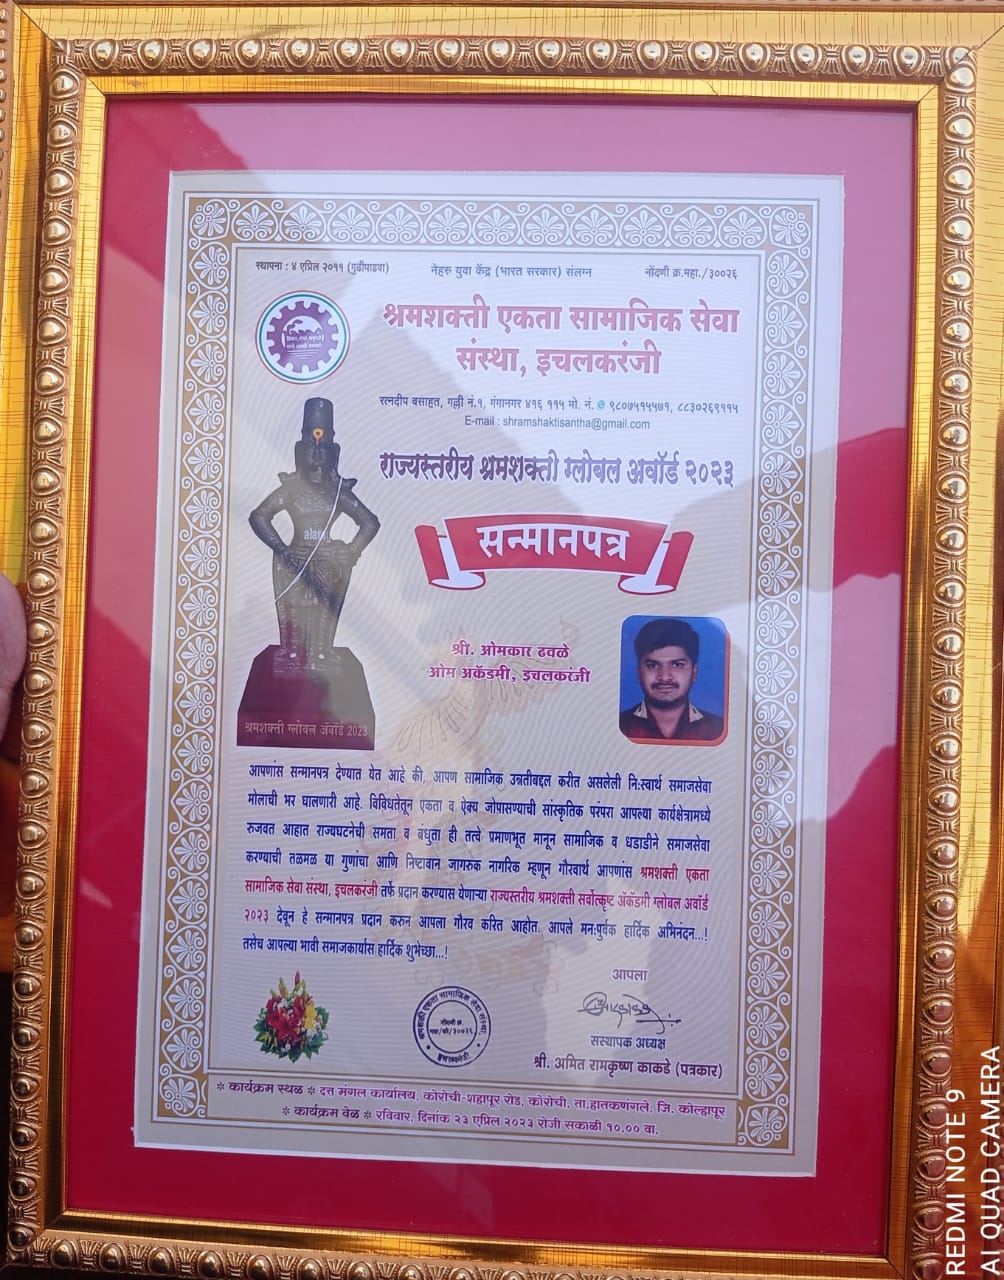 स्थापना : ४ एप्रिल २०११ (गुढीपाडवा) नेहरु युवा केंद्र (भारत सरकार) संलग्न नोंदणी क्र.महा./३००२६
श्रमशक्ती एकता सामाजिक सेवा
संस्था, इचलकरंजी
रत्नदीप वसाहत, गल्ली नं.१, गंगानगर ४१६ ११५ मो. नं. ९८०७५१५५७१, ८८३०२६९११५
E-mail : shramshaktisantha@gmail.com
राज्यस्तरीय श्रमशक्ती ग्लोबल अवॉर्ड २०२३
सन्मानपत्र
श्री. ओमकार ढवळे
ओम अकॅडमी, इचलकरंजी
श्रमशक्ती ग्लोबल अॅवॉर्ड 2023
आपणांस सन्मानपत्र देण्यात येत आहे की, आपण सामाजिक उन्नतीबद्दल करीत असलेली नि:स्वार्थ समाजसेवा
मोलाची भर घालणारी आहे. विविधतेतून एकता व ऐक्य जोपासण्याची सांस्कृतिक परंपरा आपल्या कार्यक्षेत्रामध्ये
रुजवत आहात राज्यघटनेची समता व बंधुता ही तत्वे प्रमाणभूत मानून सामाजिक व धडाडीने समाजसेवा
करण्याची तळमळ या गुणांचा आणि निष्टावान जागरुक नागरिक म्हणून गौरवार्थ आपणांस श्रमशक्ती एकता
सामाजिक सेवा संस्था, इचलकरंजी तर्फे प्रदान करण्यास येणाऱ्या राज्यस्तरीय श्रमशक्ती सर्वोत्कृष्ट अॅकॅडमी ग्लोबल अवॉर्ड
२०२३ देवून हे सन्मानपत्र प्रदान करुन आपला गौरव करित आहोत. आपले मन:पुर्वक हार्दिक अभिनंदन...!
तसेच आपल्या भावी समाजकार्यास हार्दिक शुभेच्छा...!
आपला
श्रमशक्ती एकता सामाजिक सेवा संस्था,
नोंदणी क्र.
इचलकरंजी
संस्थापक अध्यक्ष
श्री. अमित रामकृष्ण काकडे (पत्रकार)
* कार्यक्रम स्थळ * दत्त मंगल कार्यालय, कोरोची-शहापूर रोड, कोरोची. ता.हातकणंगले, जि. कोल्हापूर
* कार्यक्रम वेळ * रविवार, दिनांक २३ एप्रिल २०२३ रोजी सकाळी १०.०० वा.
REDMI NOTE 9
AI QUAD CAMERA